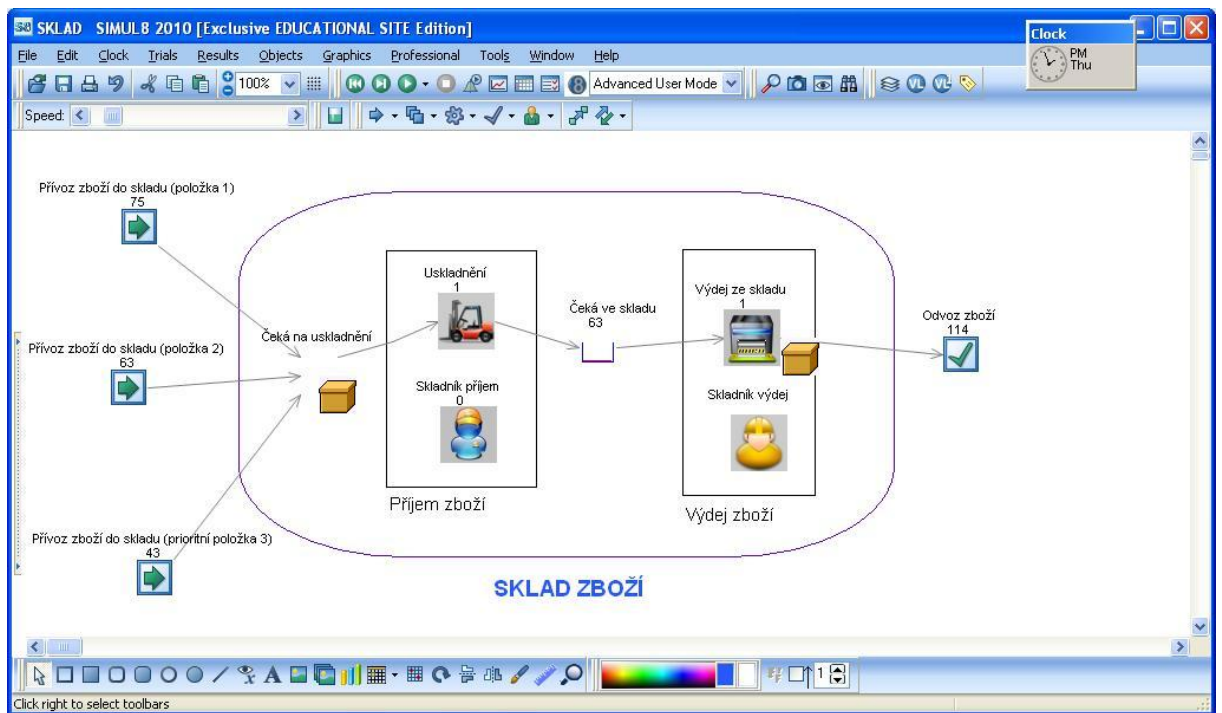 SKLAD SIMUL8 2010 [Exclusive EDUCATIONAL SITE Edition]
Clock
PM
Thu
File Edit Clock Trials Results Objects Graphics Professional Tools Window Help
100% Advanced User Mode VL VL
Speed:
Přívoz zboží do skladu (položka 1)
75
Uskladnění
1
Čeká ve skladu
63
Výdej ze skladu
1
Odvoz zboží
114
Čeká na uskladnění
Přívoz zboží do skladu (položka 2)
63
Skladník příjem
0
Skladník výdej
Příjem zboží
Výdej zboží
Přívoz zboží do skladu (prioritní položka 3)
43
SKLAD ZBOŽÍ
A 1
Click right to select toolbars